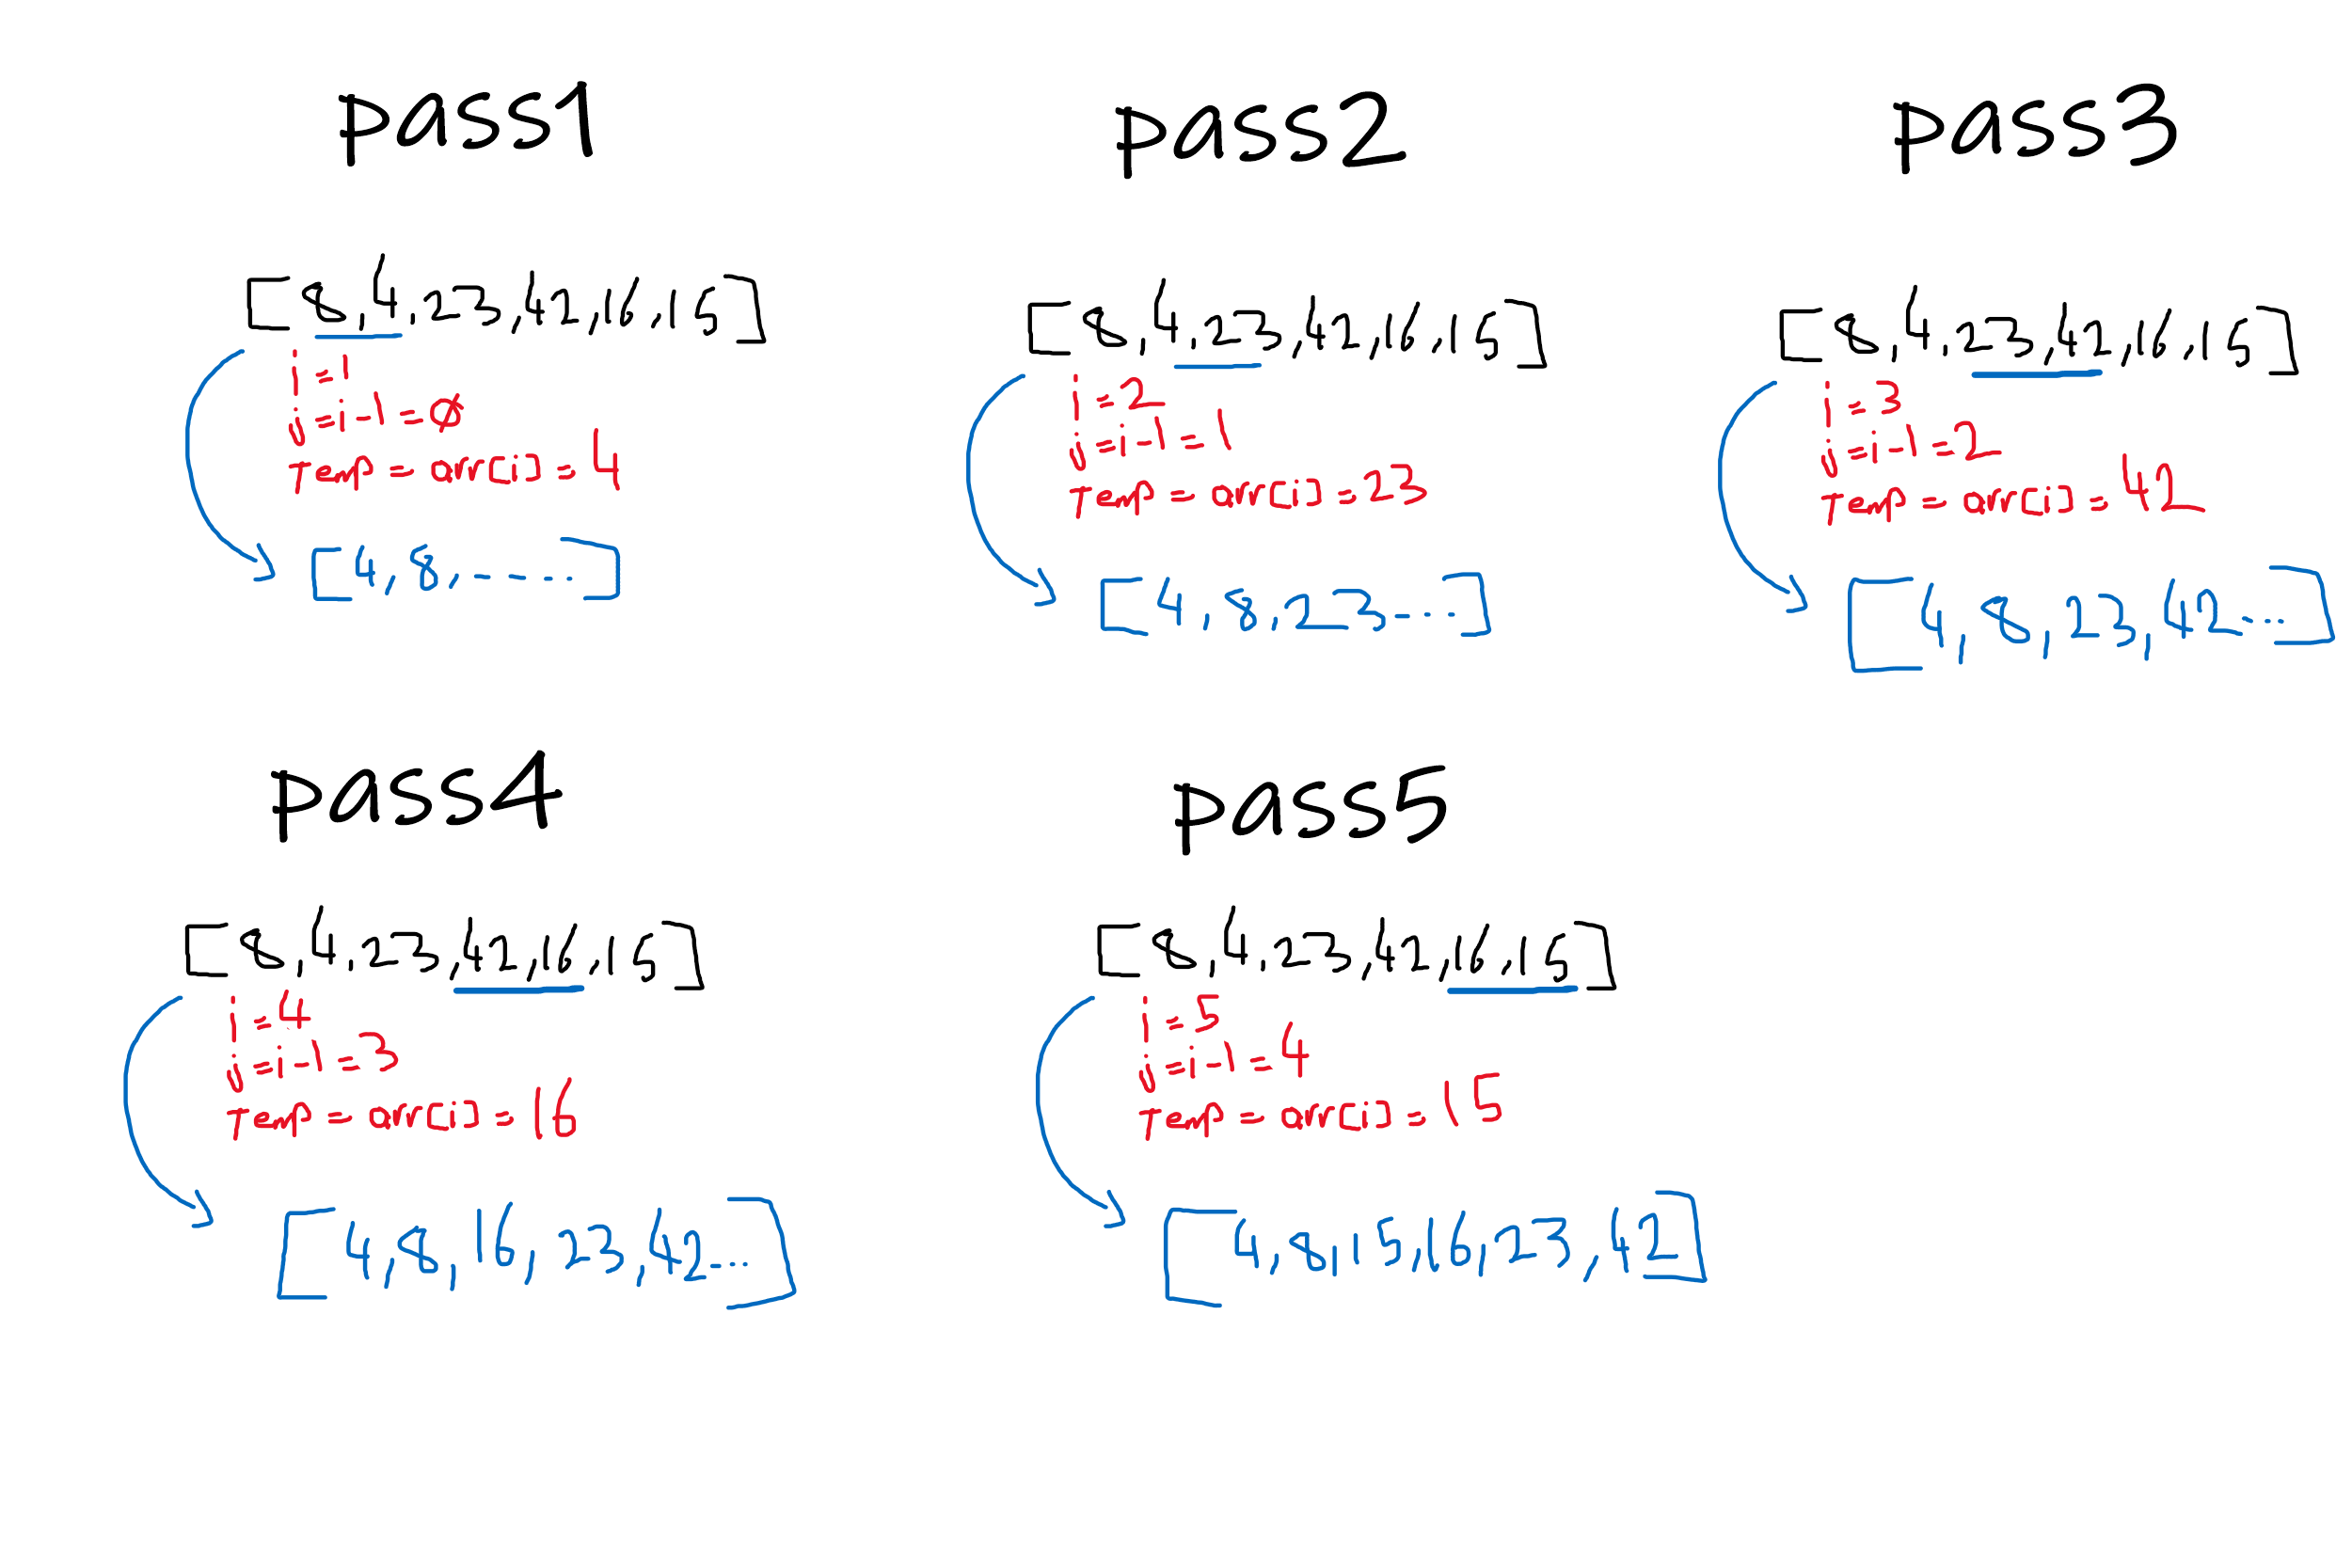 pass1
[8,4,23,42,16,15]
i=1
j=i-1=0
temp=arr[i]=4
[4,8,-----]
pass2
[8,4,23,42,16,15]
i=2
j=i-1=1
temp=arr[i]=23
[4,8,23---]
pass3
[8,4,23,42,16,15]
i=3
j=i-1=2
temp=arr[i]=42
[4,8,23,42...]
pass4
[8,4,23,42,16,15]
i=4
j=i-1=3
temp=arr[i]=16
[4,8,16,23,42...]
pass5
[8,4,23,42,16,15]
i=5
j=i-1=4
temp=arr[i]=15
[4,8,15,16,23,42]